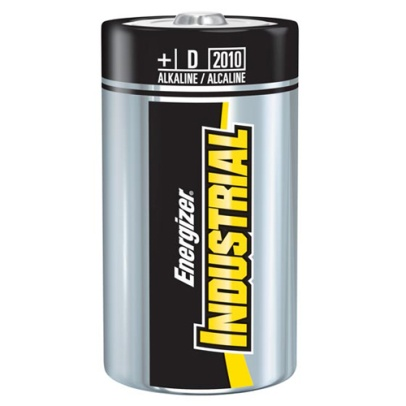 + D 2010
ALKALINE / ALCALINE
Energizer®
INDUSTRIAL